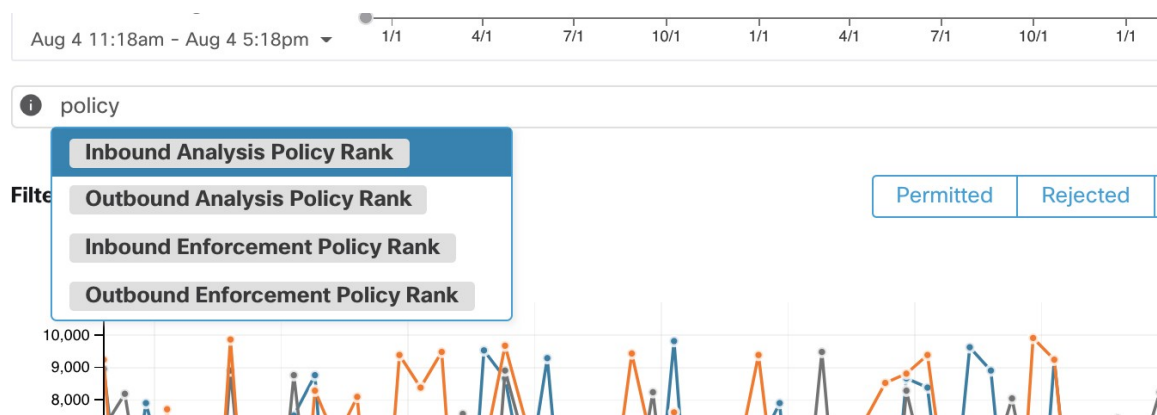 Aug 4 11:18am - Aug 4 5:18pm
1/1 4/1 7/1 10/1 1/1 4/1 7/1 10/1 1/1
policy
Inbound Analysis Policy Rank
Filte
Outbound Analysis Policy Rank
Permitted Rejected
Inbound Enforcement Policy Rank
Outbound Enforcement Policy Rank
10,000
9,000
8,000